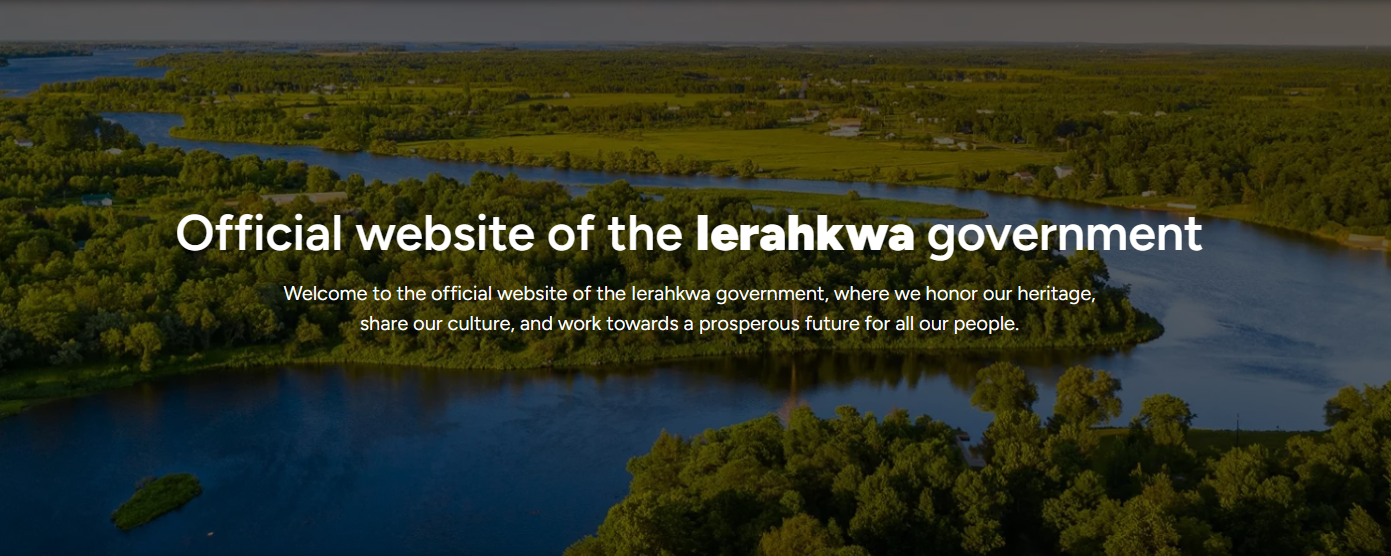 Official website of the Ierahkwa government
Welcome to the official website of the Ierahkwa government, where we honor our heritage,
share our culture, and work towards a prosperous future for all our people.